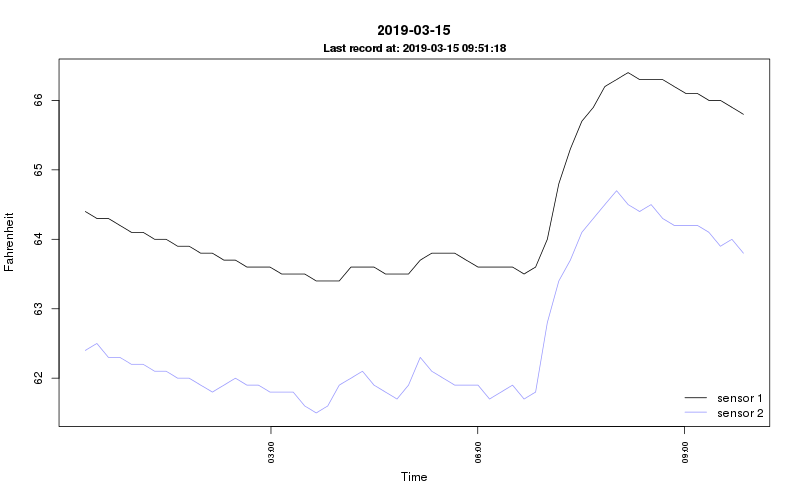 2019-03-15
Last record at: 2019-03-15 09:51:18
Fahrenheit
66
65
64
63
62
sensor 1
sensor 2
03:00
06:00
09:00
Time